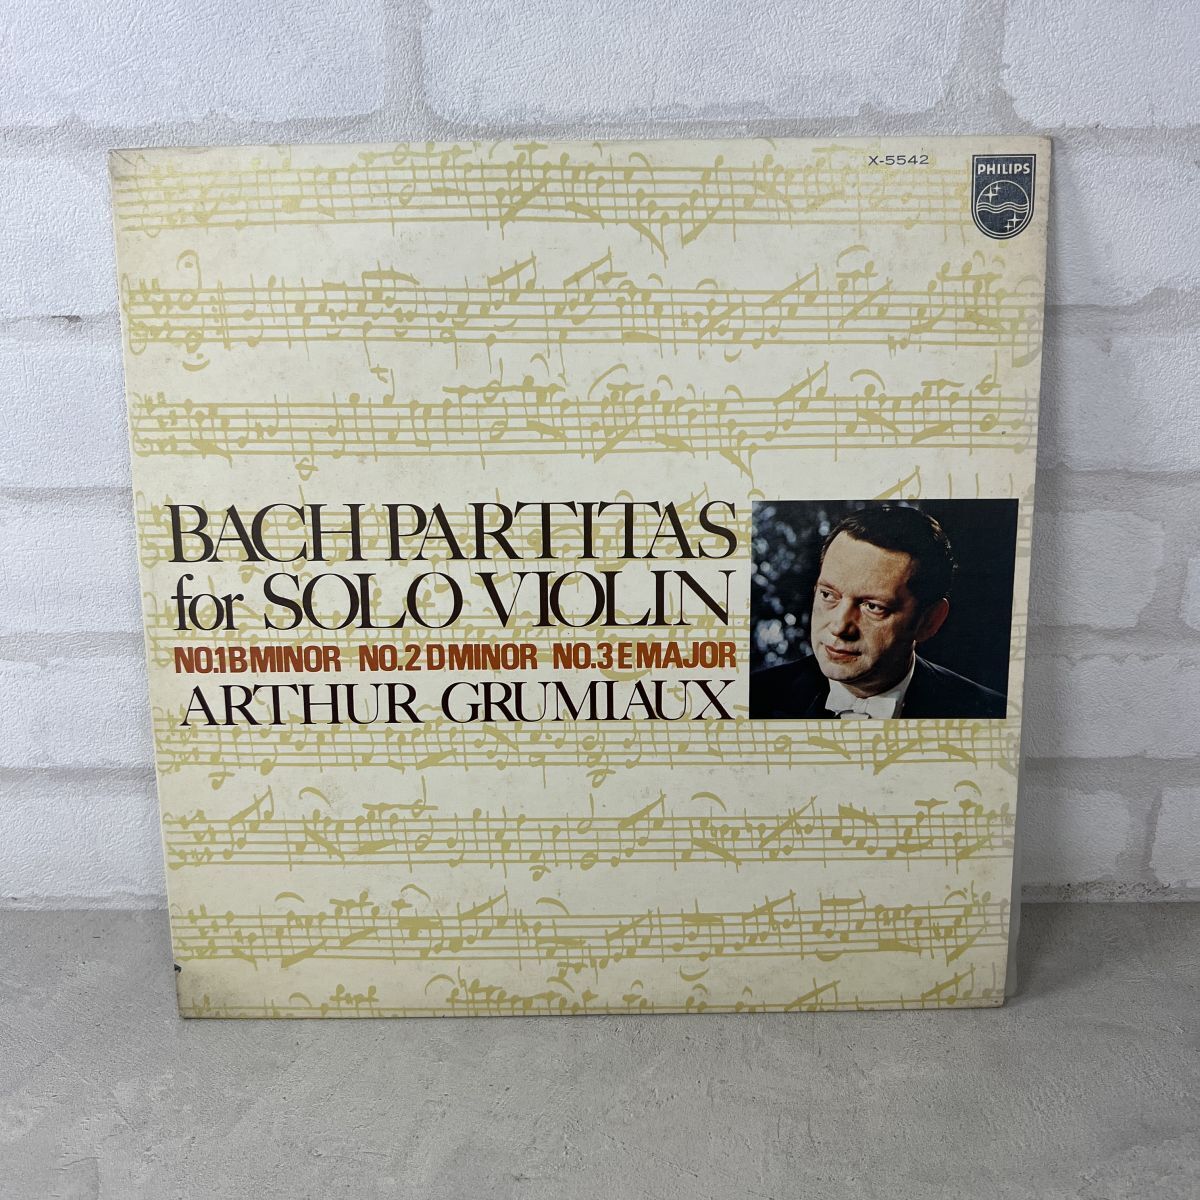 X-5542
PHILIPS
BACH PARTITAS
for SOLO VIOLIN
NO.1 B MINOR NO.2 D MINOR NO.3 E MAJOR
ARTHUR GRUMIAUX